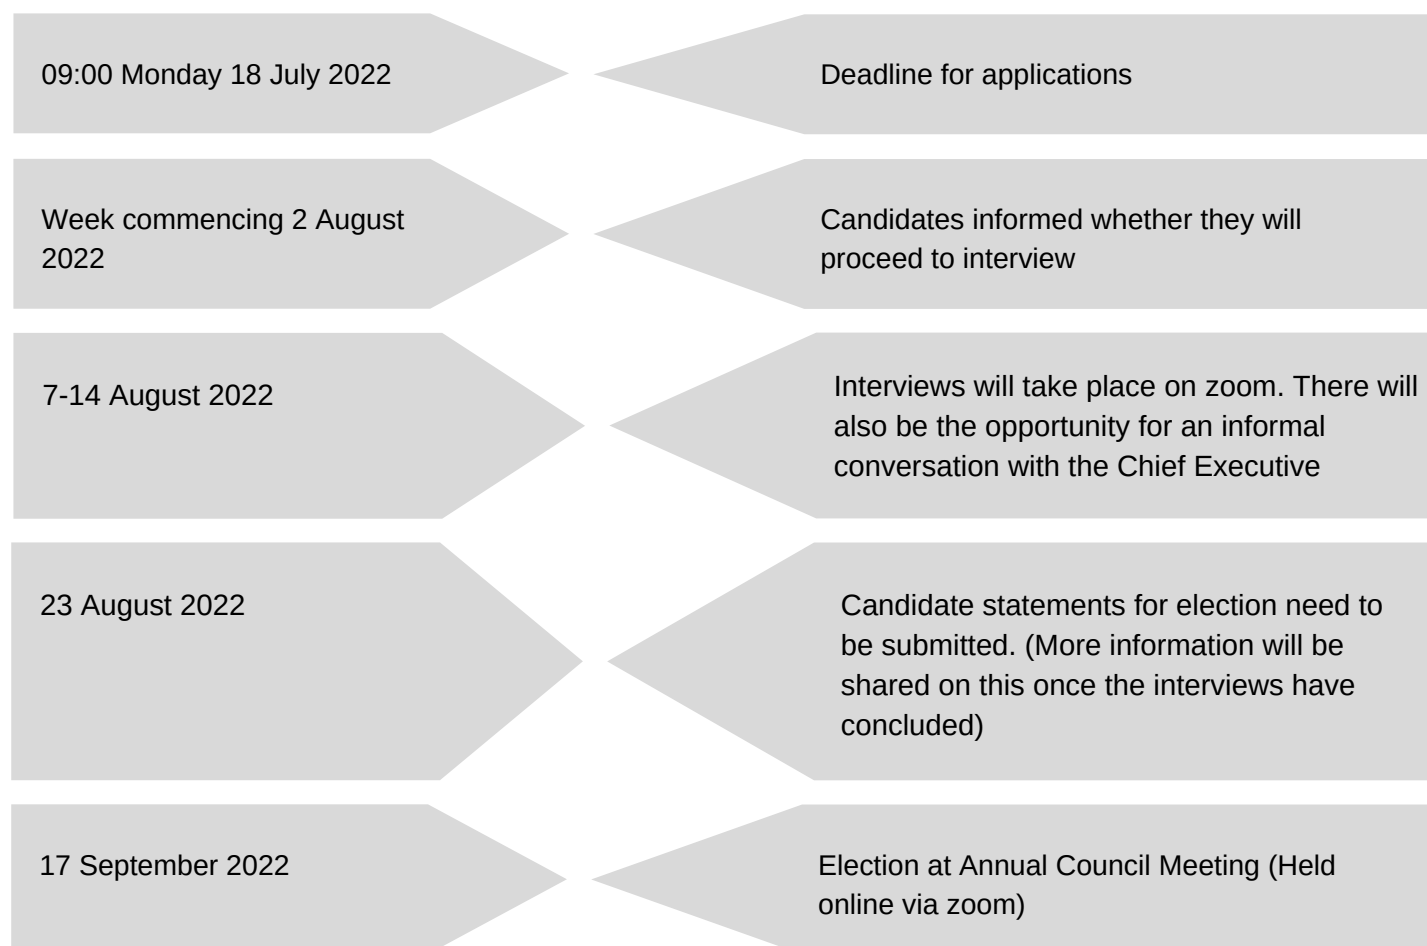 09:00 Monday 18 July 2022
Deadline for applications
Week commencing 2 August
2022
Candidates informed whether they will
proceed to interview
7-14 August 2022
Interviews will take place on zoom. There will
also be the opportunity for an informal
conversation with the Chief Executive
23 August 2022
Candidate statements for election need to
be submitted. (More information will be
shared on this once the interviews have
concluded)
17 September 2022
Election at Annual Council Meeting (Held
online via zoom)